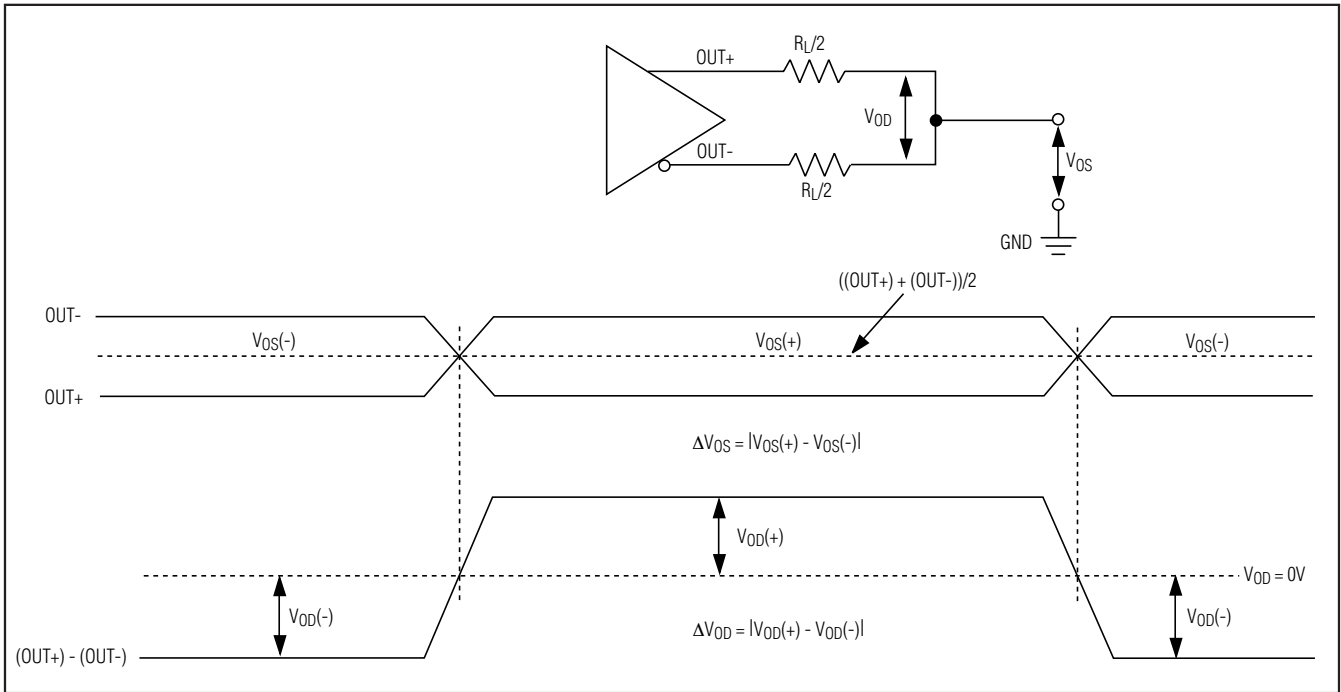 OUT+
R_L/2
V_OD
OUT-
R_L/2
V_OS
GND
((OUT+) + (OUT-))/2
OUT-
V_OS(-)
V_OS(+)
V_OS(-)
OUT+
ΔV_OS = |V_OS(+) - V_OS(-)|
V_OD(+)
V_OD = 0V
V_OD(-)
V_OD(-)
ΔV_OD = |V_OD(+) - V_OD(-)|
(OUT+) - (OUT-)